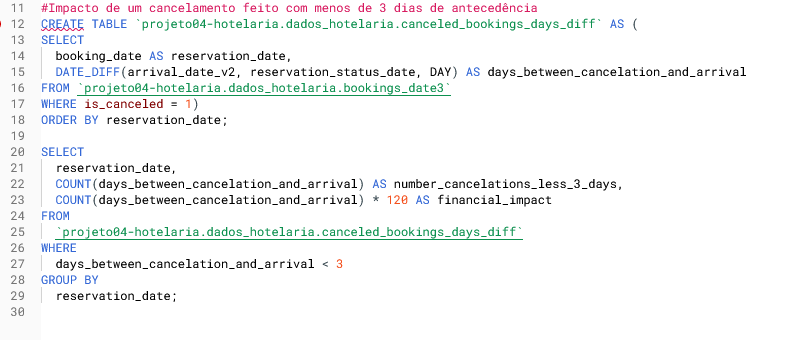 11 #Impacto de um cancelamento feito com menos de 3 dias de antecedência
12 CREATE TABLE `projeto04-hotelaria.dados_hotelaria.canceled_bookings_days_diff` AS (
13 SELECT
14   booking_date AS reservation_date,
15   DATE_DIFF(arrival_date_v2, reservation_status_date, DAY) AS days_between_cancelation_and_arrival
16 FROM `projeto04-hotelaria.dados_hotelaria.bookings_date3`
17 WHERE is_canceled = 1)
18 ORDER BY reservation_date;
19
20 SELECT
21   reservation_date,
22   COUNT(days_between_cancelation_and_arrival) AS number_cancelations_less_3_days,
23   COUNT(days_between_cancelation_and_arrival) * 120 AS financial_impact
24 FROM
25   `projeto04-hotelaria.dados_hotelaria.canceled_bookings_days_diff`
26 WHERE
27   days_between_cancelation_and_arrival < 3
28 GROUP BY
29   reservation_date;
30